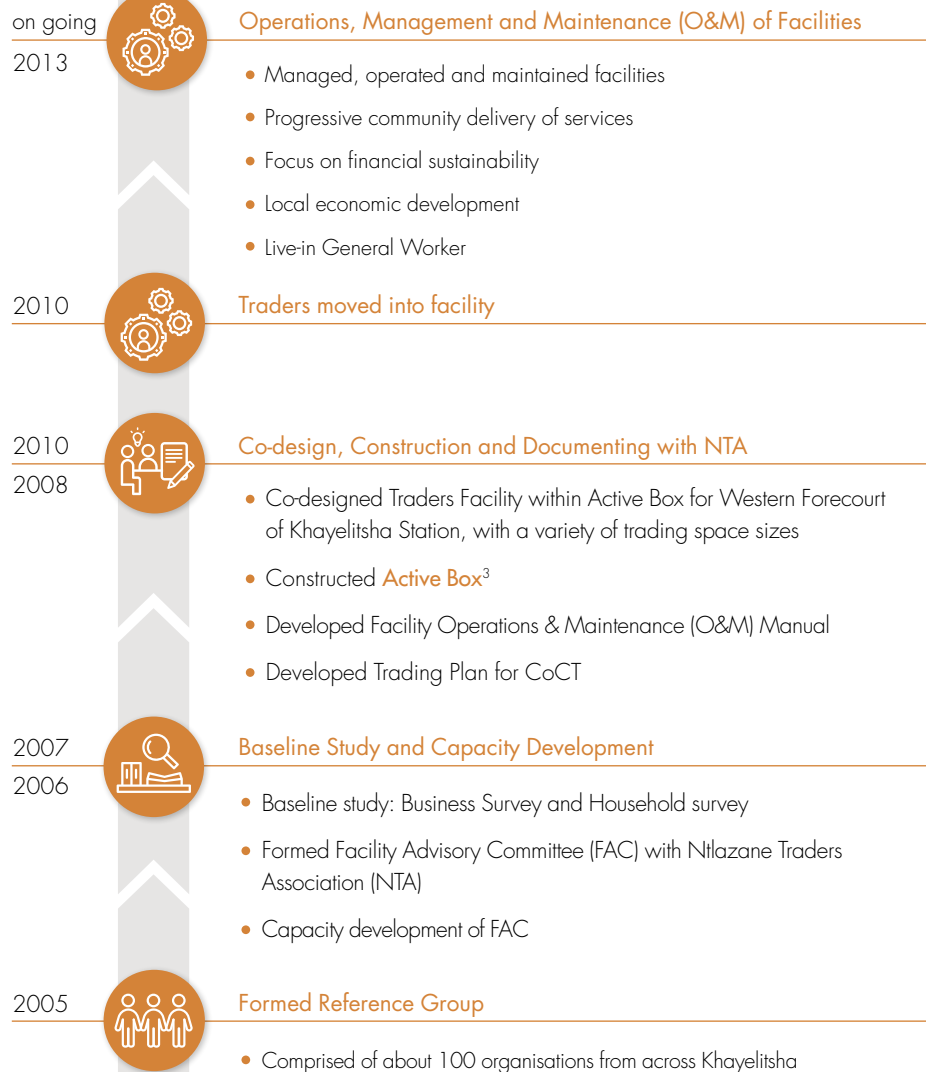 on going
Operations, Management and Maintenance (O&M) of Facilities
2013
• Managed, operated and maintained facilities
• Progressive community delivery of services
• Focus on financial sustainability
• Local economic development
• Live-in General Worker
2010
Traders moved into facility
2010
Co-design, Construction and Documenting with NTA
2008
• Co-designed Traders Facility within Active Box for Western Forecourt
of Khayelitsha Station, with a variety of trading space sizes
• Constructed Active Box³
• Developed Facility Operations & Maintenance (O&M) Manual
• Developed Trading Plan for CoCT
2007
Baseline Study and Capacity Development
2006
• Baseline study: Business Survey and Household survey
• Formed Facility Advisory Committee (FAC) with Ntlazane Traders
Association (NTA)
• Capacity development of FAC
2005
Formed Reference Group
• Comprised of about 100 organisations from across Khayelitsha